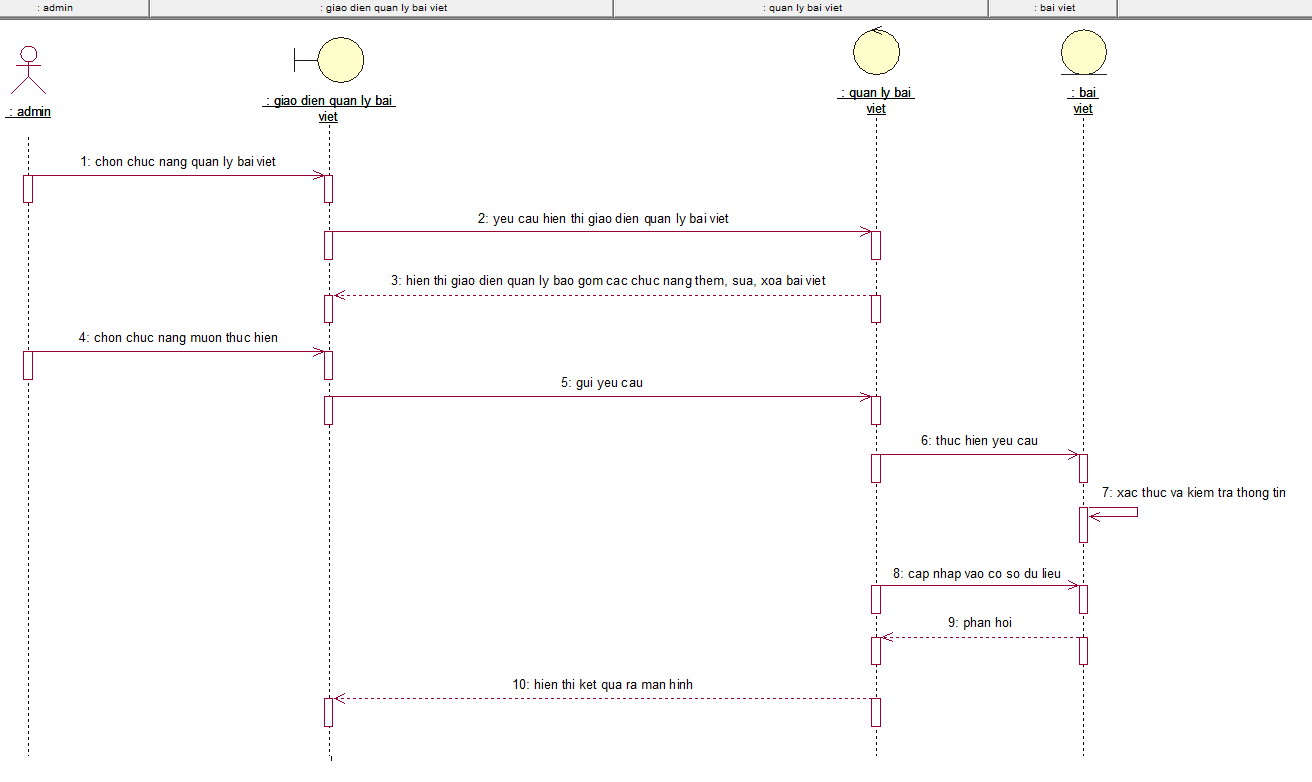 : admin
: giao dien quan ly bai viet
: quan ly bai viet
: bai viet
: admin
: giao dien quan ly bai
viet
: quan ly bai
viet
: bai
viet
1: chon chuc nang quan ly bai viet
2: yeu cau hien thi giao dien quan ly bai viet
3: hien thi giao dien quan ly bao gom cac chuc nang them, sua, xoa bai viet
4: chon chuc nang muon thuc hien
5: gui yeu cau
6: thuc hien yeu cau
7: xac thuc va kiem tra thong tin
8: cap nhap vao co so du lieu
9: phan hoi
10: hien thi ket qua ra man hinh